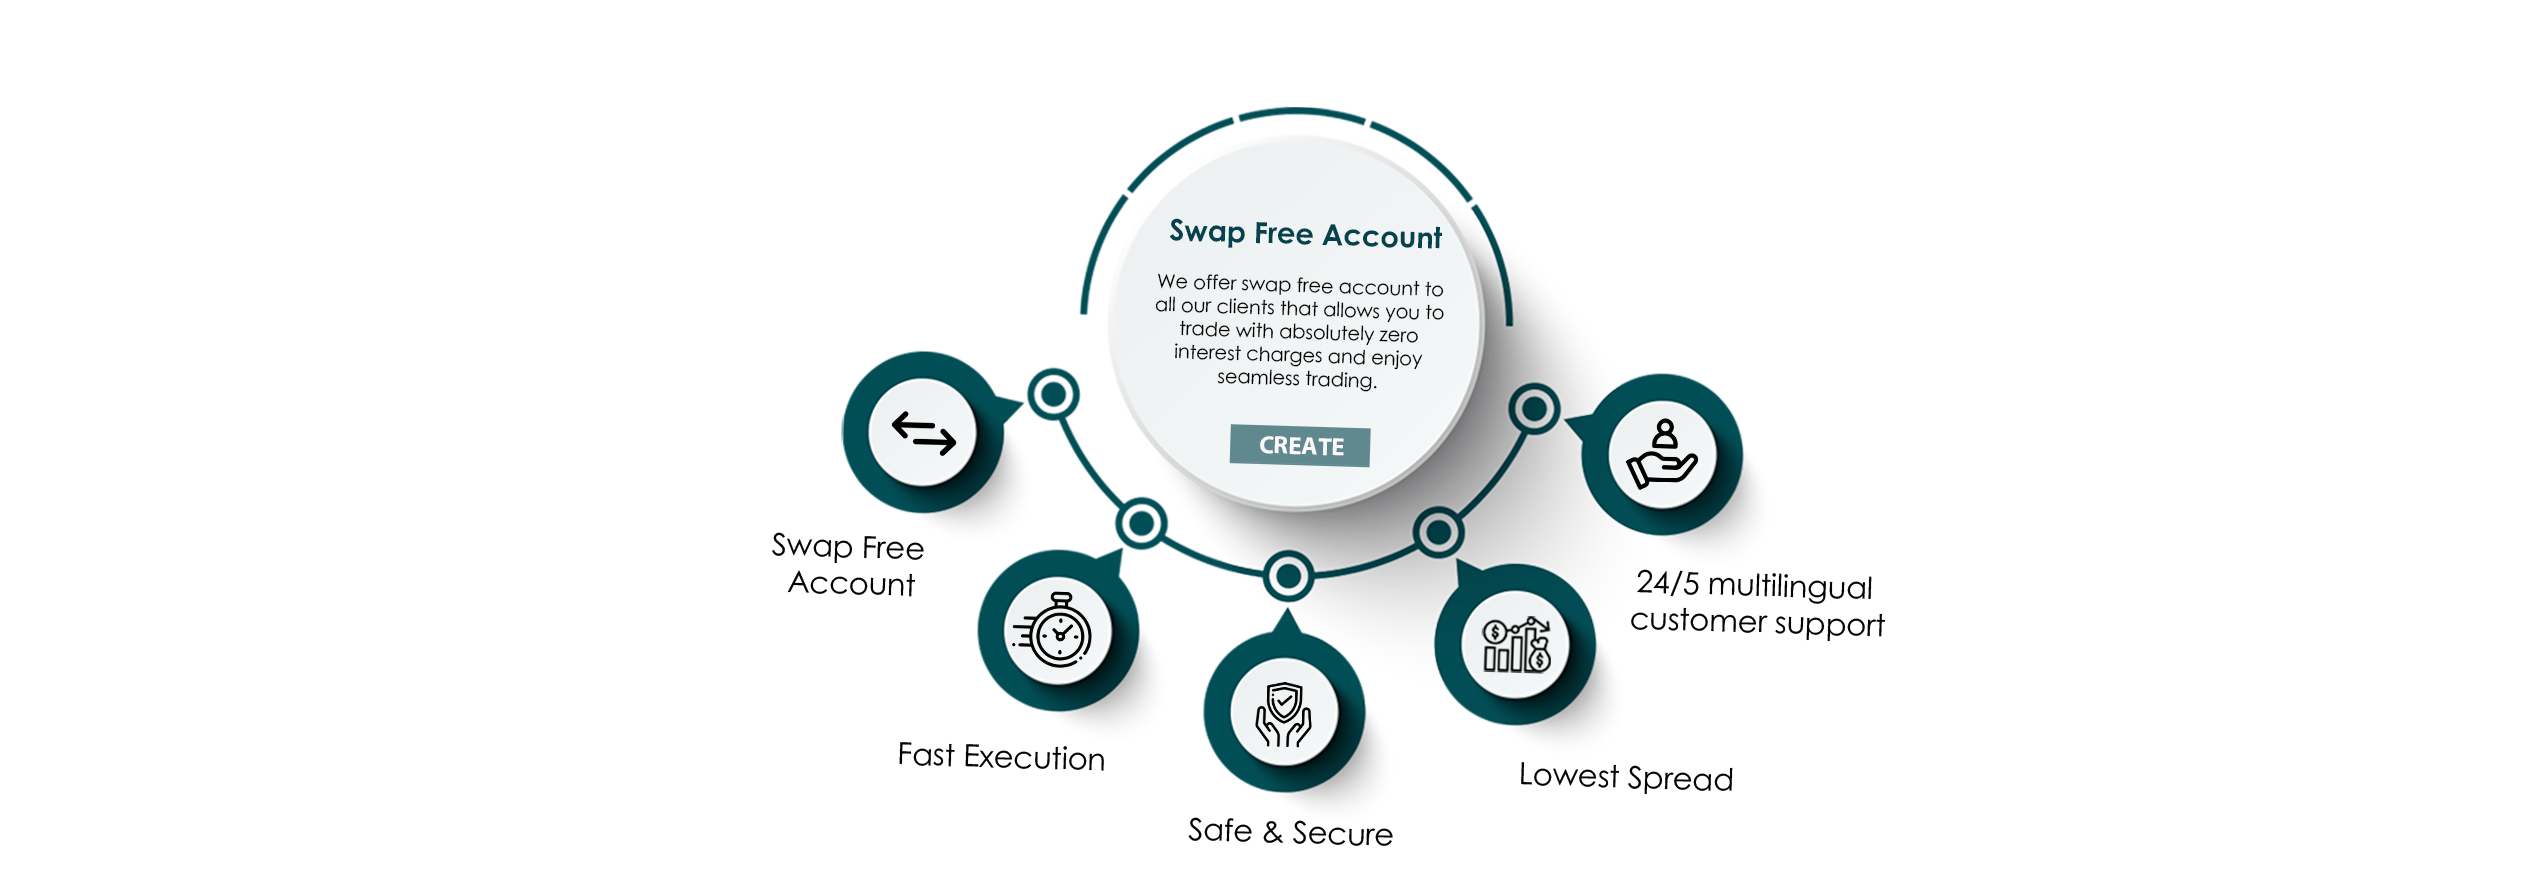 Swap Free Account
We offer swap free account to
all our clients that allows you to
trade with absolutely zero
interest charges and enjoy
seamless trading.
CREATE
Swap Free
Account
Fast Execution
Safe & Secure
Lowest Spread
24/5 multilingual
customer support